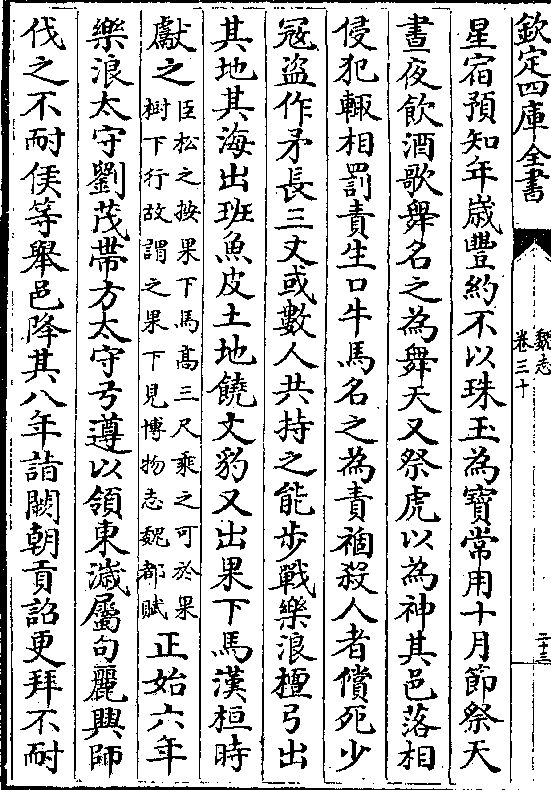 欽定四庫全書
魏志
卷三十
二十三
星宿預知年歲豐約不以珠玉為寶常用十月節祭天
晝夜飲酒歌舞名之為舞天又祭虎以為神其邑落相
侵犯輙相罰責生口牛馬名之為責禍殺人者償死少
冦盗作矛長三丈或數人共持之能步戰樂浪檀弓出
其地其海出班魚皮土地饒文豹又出果下馬漢桓時
獻之臣松之按果下馬髙三尺乘之可於果
樹下行故謂之果下見博物志魏都賦正始六年
樂浪太守劉茂帶方太守弓遵以領東濊屬句麗興師
伐之不耐侯等舉邑降其八年詣闕朝貢詔更拜不耐